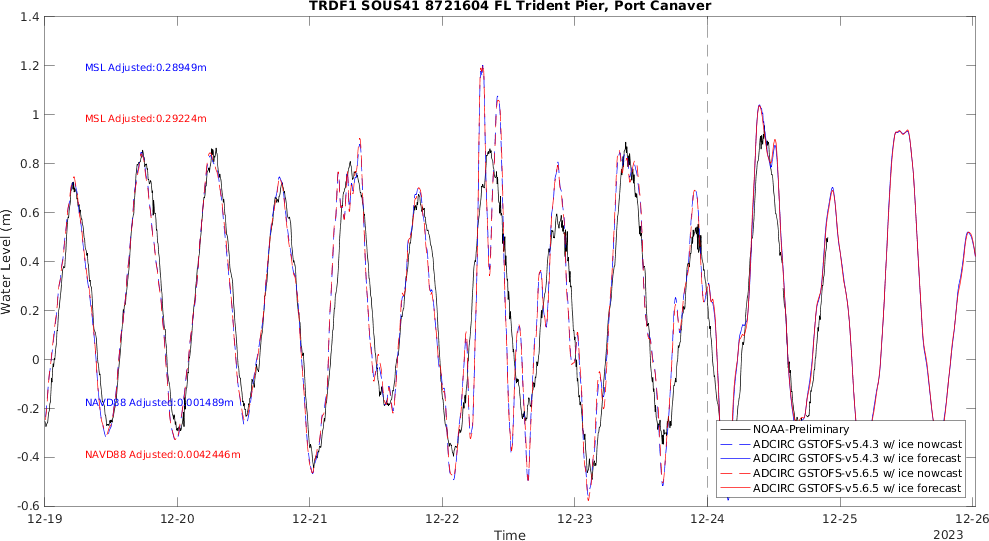 TRDF1 SOUS41 8721604 FL Trident Pier, Port Canaver
1.4
1.2
1
0.8
0.6
0.4
0.2
0
-0.2
-0.4
-0.6
Water Level (m)
MSL Adjusted:0.28949m
MSL Adjusted:0.29224m
NAVD88 Adjusted:0.001489m
NAVD88 Adjusted:0.0042446m
NOAA-Preliminary
ADCIRC GSTOFS-v5.4.3 w/ ice nowcast
ADCIRC GSTOFS-v5.4.3 w/ ice forecast
ADCIRC GSTOFS-v5.6.5 w/ ice nowcast
ADCIRC GSTOFS-v5.6.5 w/ ice forecast
12-19 12-20 12-21 12-22 12-23 12-24 12-25 12-26
Time
2023